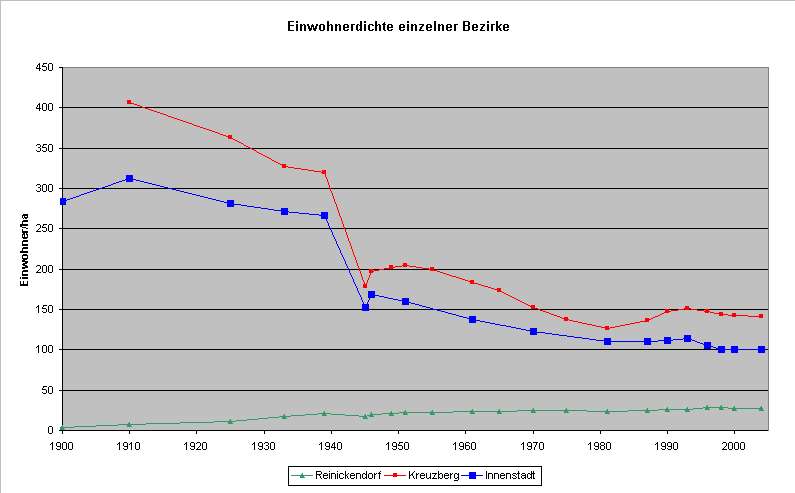 Einwohnerdichte einzelner Bezirke
450
400
350
300
250
200
150
100
50
0
Einwohner/ha
1900 1910 1920 1930 1940 1950 1960 1970 1980 1990 2000
Reinickendorf Kreuzberg Innenstadt